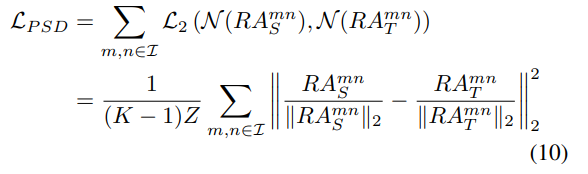 \mathcal{L}_{PSD} = \sum_{m,n \in \mathcal{I}} \mathcal{L}_2 \left( \mathcal{N}(RA_S^{mn}), \mathcal{N}(RA_T^{mn}) \right)
= \frac{1}{(K-1)Z} \sum_{m,n \in \mathcal{I}} \left\| \frac{RA_S^{mn}}{\|RA_S^{mn}\|_2} - \frac{RA_T^{mn}}{\|RA_T^{mn}\|_2} \right\|_2^2
(10)